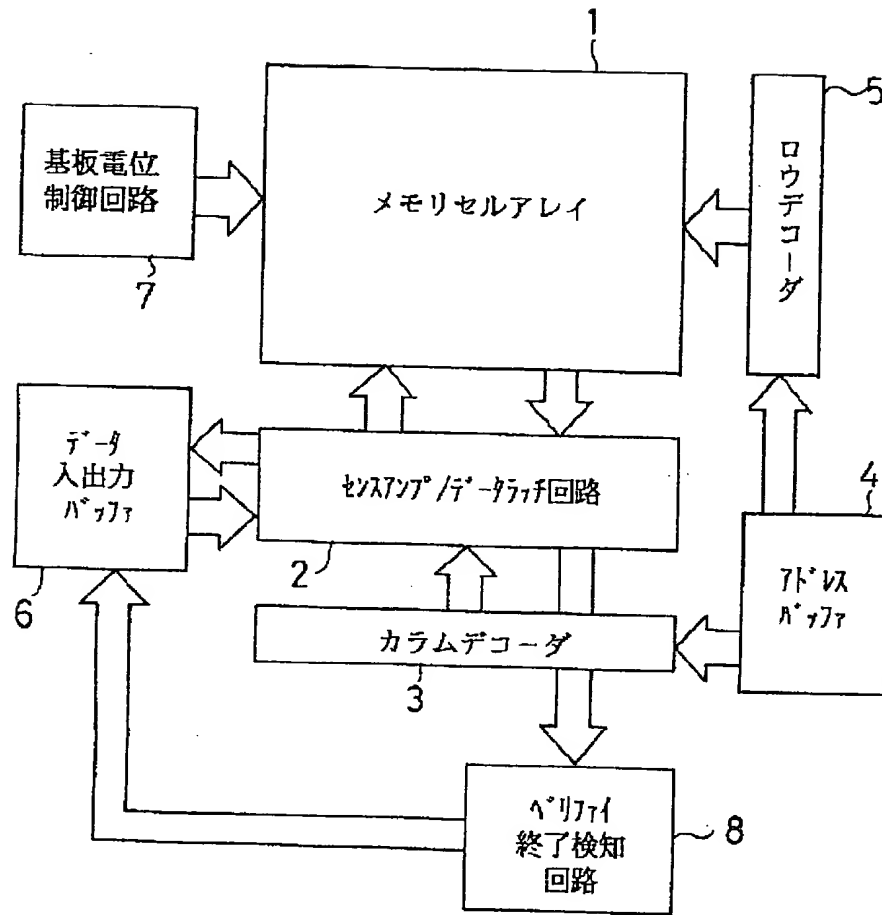 1
5
基板電位
制御回路
7
メモリセルアレイ
ロウデコーダ
データ
入出力
バッファ
6
センスアンプ/データラッチ回路
2
4
アドレス
バッファ
カラムデコーダ
3
ベリファイ
終了検知
回路
8